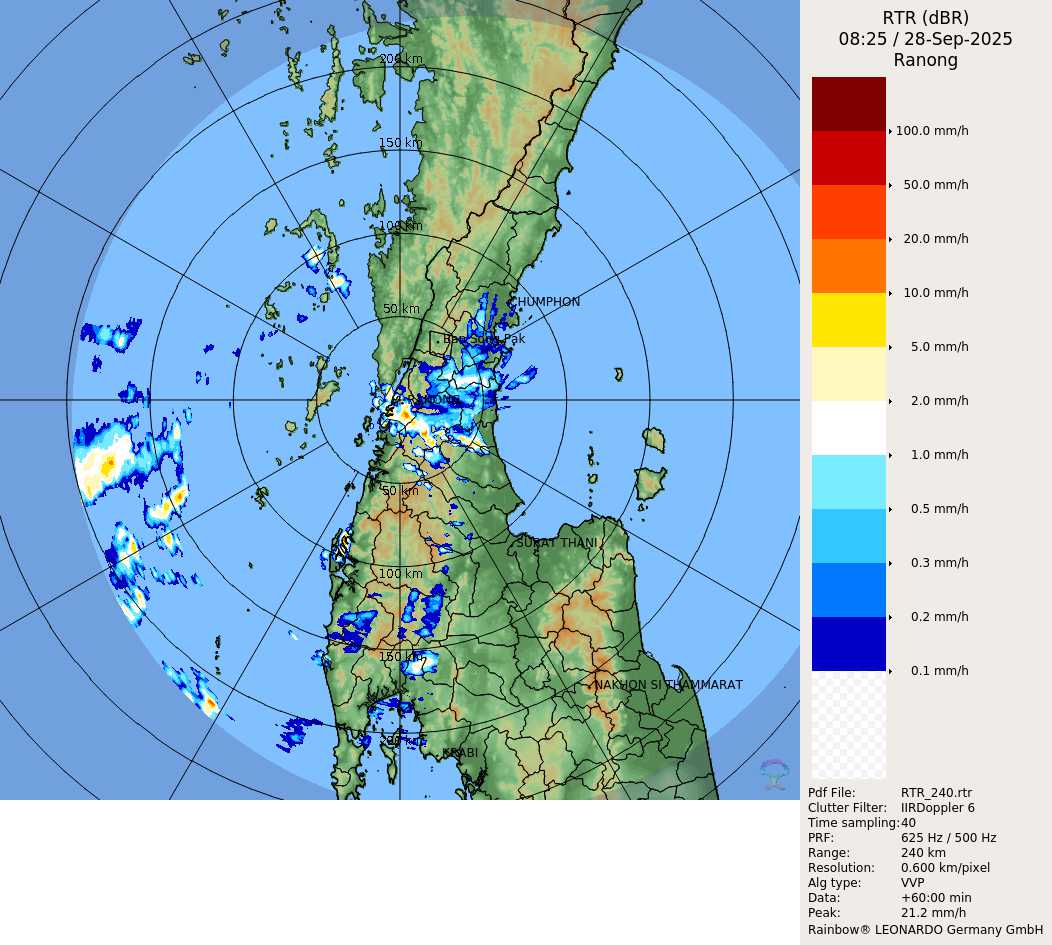 RTR (dBR)
08:25 / 28-Sep-2025
Ranong
200 km
150 km
100 km
50 km
CHUMPHON
Ban Song Pak
RANONG
50 km
SURAT THANI
100 km
150 km
NAKHON SI THAMMARAT
200 km
KRABI
100.0 mm/h
50.0 mm/h
20.0 mm/h
10.0 mm/h
5.0 mm/h
2.0 mm/h
1.0 mm/h
0.5 mm/h
0.3 mm/h
0.2 mm/h
0.1 mm/h
Pdf File: RTR_240.rtr
Clutter Filter: IIRDoppler 6
Time sampling:40
PRF: 625 Hz / 500 Hz
Range: 240 km
Resolution: 0.600 km/pixel
Alg type: VVP
Data: +60:00 min
Peak: 21.2 mm/h
Rainbow® LEONARDO Germany GmbH